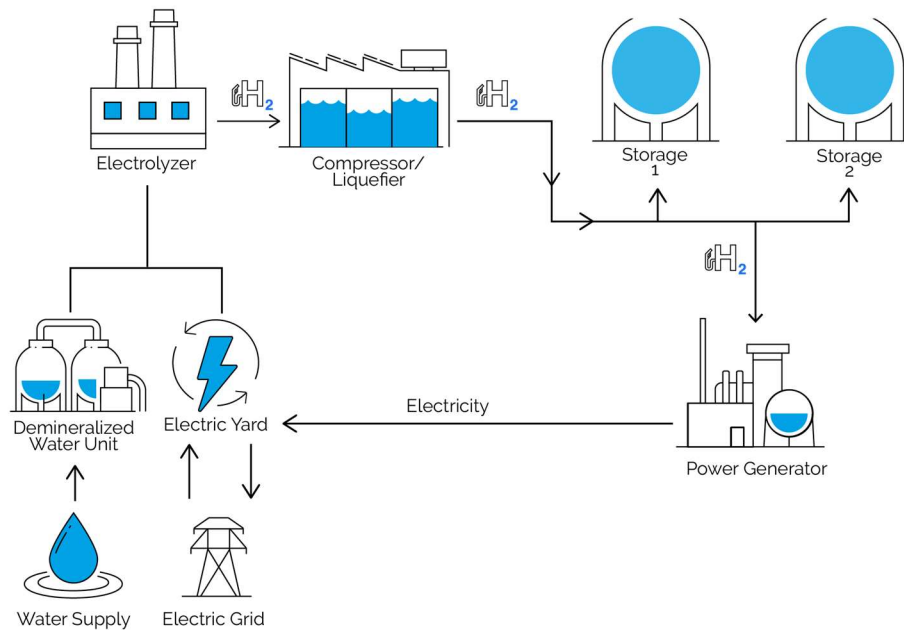 H2
H2
Electrolyzer
Compressor/
Liquefier
Storage
1
Storage
2
H2
Electricity
Demineralized
Water Unit
Electric Yard
Power Generator
Water Supply
Electric Grid